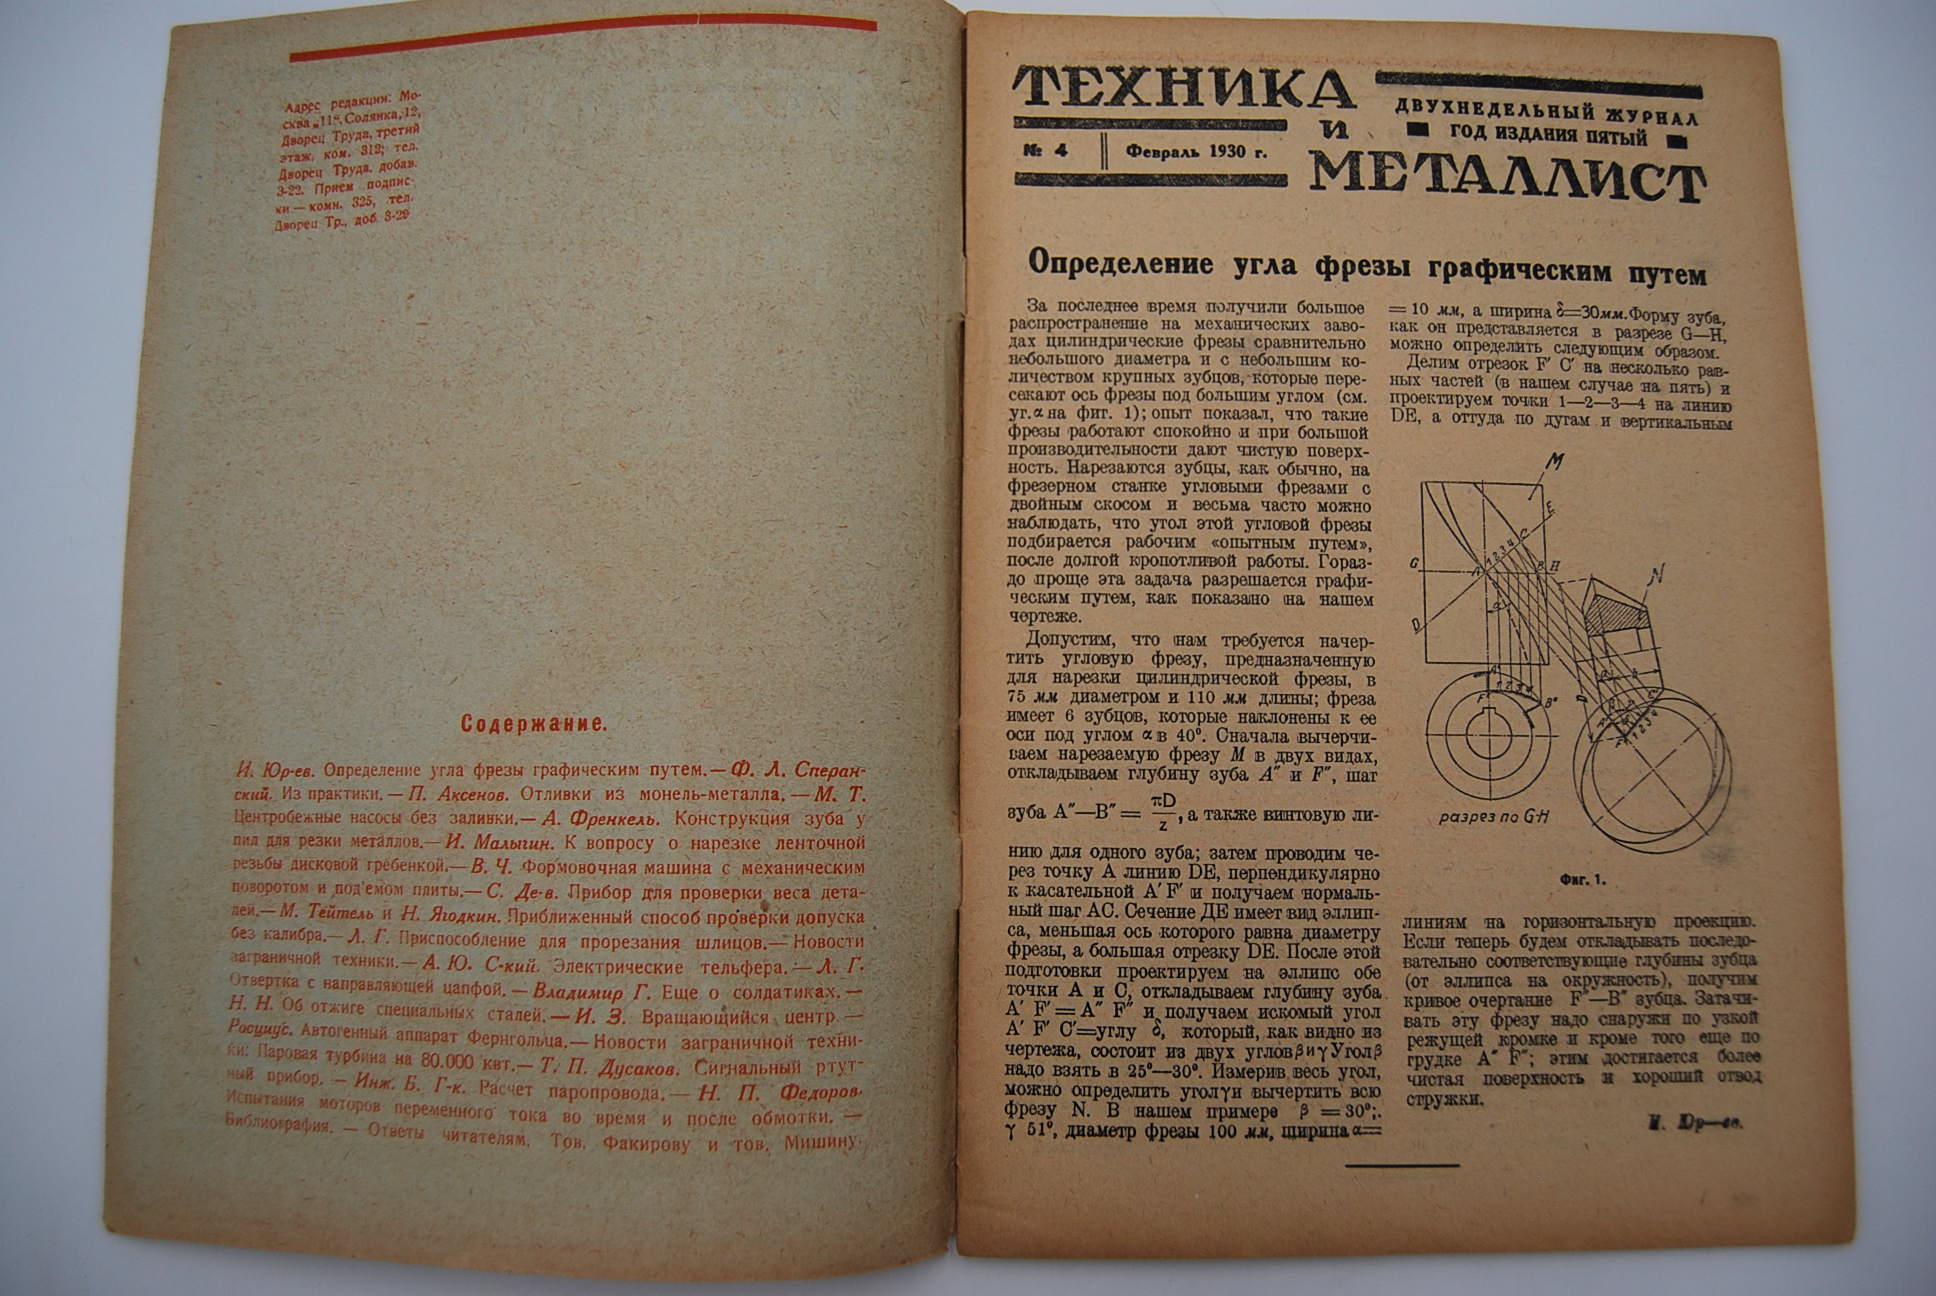 Адрес редакции: Мо-
сква „11“, Солянка, 12,
Дворец Труда, третий
этаж, ком. 312; тел.
Дворец Труда, добав.
3-22. Прием подпис-
ки — комн. 325, тел.
Дворец Тр., доб. 3-29
Содержание.
И. Юр-ев. Определение угла фрезы графическим путем. — Ф. Л. Сперан-
ский. Из практики. — П. Аксенов. Отливки из монель-металла. — М. Т.
Центробежные насосы без заливки. — А. Френкель. Конструкция зуба у
пил для резки металлов. — И. Малыгин. К вопросу о нарезке ленточной
резьбы дисковой гребенкой. — В. Ч. Формовочная машина с механическим
поворотом и под'емом плиты. — С. Де-в. Прибор для проверки веса дета-
лей. — М. Тейтель и Н. Ягодкин. Приближенный способ проверки допуска
без калибра. — Л. Г. Приспособление для прорезания шлицов. — Новости
заграничной техники. — А. Ю. С-кий. Электрические тельфера. — Л. Г.
Отвертка с направляющей цапфой. — Владимир Г. Еще о солдатиках. —
Н. Н. Об отжиге специальных сталей. — И. З. Вращающийся центр. —
Росциус. Автогенный аппарат Фернгольца. — Новости заграничной техни-
ки: Паровая турбина на 80.000 квт. — Т. П. Дусаков. Сигнальный ртут-
ный прибор. — Инж. Б. Г-к. Расчет паропровода. — Н. П. Федоров.
Испытания моторов переменного тока во время и после обмотки. —
Библиография. — Ответы читателям. Тов. Факирову и тов. Мишину.
ТЕХНИКА
И
МЕТАЛЛИСТ
ДВУХНЕДЕЛЬНЫЙ ЖУРНАЛ
ГОД ИЗДАНИЯ ПЯТЫЙ
№ 4 Февраль 1930 г.
Определение угла фрезы графическим путем
За последнее время получили большое
распространение на механических заво-
дах цилиндрические фрезы сравнительно
небольшого диаметра и с небольшим ко-
личеством крупных зубцов, которые пере-
секают ось фрезы под большим углом (см.
уг. α на фиг. 1); опыт показал, что такие
фрезы работают спокойно и при большой
производительности дают чистую поверх-
ность. Нарезаются зубцы, как обычно, на
фрезерном станке угловыми фрезами с
двойным скосом и весьма часто можно
наблюдать, что угол этой угловой фрезы
подбирается рабочим «опытным путем»,
после долгой кропотливой работы. Гораз-
до проще эта задача разрешается графи-
ческим путем, как показано на нашем
чертеже.
Допустим, что нам требуется начер-
тить угловую фрезу, предназначенную
для нарезки цилиндрической фрезы, в
75 мм диаметром и 110 мм длины; фреза
имеет 6 зубцов, которые наклонены к ее
оси под углом α в 40°. Сначала вычерчи-
ваем нарезаемую фрезу М в двух видах,
откладываем глубину зуба A″ и F″, шаг
зуба A″—B″ = πD/z, а также винтовую ли-
нию для одного зуба; затем проводим че-
рез точку А линию DE, перпендикулярно
к касательной A′ F′ и получаем нормаль-
ный шаг АС. Сечение ДЕ имеет вид эллип-
са, меньшая ось которого равна диаметру
фрезы, а большая отрезку DE. После этой
подготовки проектируем на эллипс обе
точки А и С, откладываем глубину зуба
A′ F′ = A″ F″ и получаем искомый угол
A′ F′ C′=углу δ, который, как видно из
чертежа, состоит из двух углов β и γ Угол β
надо взять в 25°—30°. Измерив весь угол,
можно определить угол γ и вычертить всю
фрезу N. В нашем примере β = 30°;.
γ 51°, диаметр фрезы 100 мм, ширина α=
= 10 мм, а ширина δ=30мм. Форму зуба,
как он представляется в разрезе G—H,
можно определить следующим образом.
Делим отрезок F′ C′ на несколько рав-
ных частей (в нашем случае на пять) и
проектируем точки 1—2—3—4 на линию
DE, а оттуда по дугам и вертикальным
M
E
C
1 2 3 4
G
A
B
H
N
D
A″
F″
B″
разрез по G-H
Фиг. 1.
линиям на горизонтальную проекцию.
Если теперь будем откладывать последо-
вательно соответствующие глубины зубца
(от эллипса на окружность), получим
кривое очертание F″—B″ зубца. Затачи-
вать эту фрезу надо снаружи по узкой
режущей кромке и кроме того еще по
грудке A″ F″; этим достигается более
чистая поверхность и хороший отвод
стружки.
И. Юр—ев.